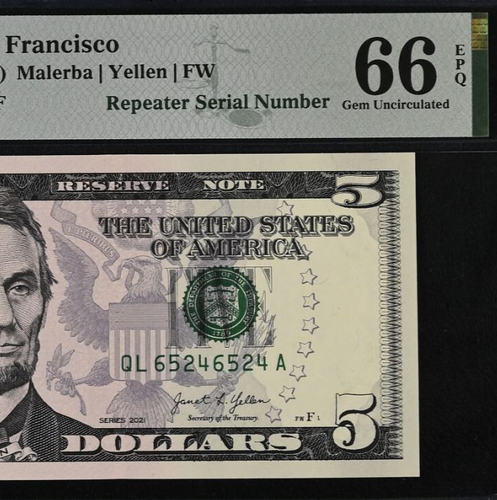 Francisco
) Malerba | Yellen | FW
F
Repeater Serial Number
66
EPQ
Gem Uncirculated
RESERVE NOTE
5
THE UNITED STATES
OF AMERICA
FIVE
QL 65246524 A
Janet L. Yellen
SERIES 2021
Secretary of the Treasury.
FW F 1
5
DOLLARS